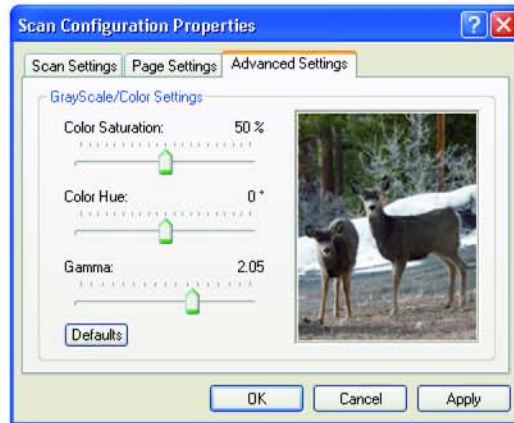 Scan Configuration Properties
Scan Settings Page Settings Advanced Settings
GrayScale/Color Settings
Color Saturation: 50 %
Color Hue: 0 °
Gamma: 2.05
Defaults
OK Cancel Apply